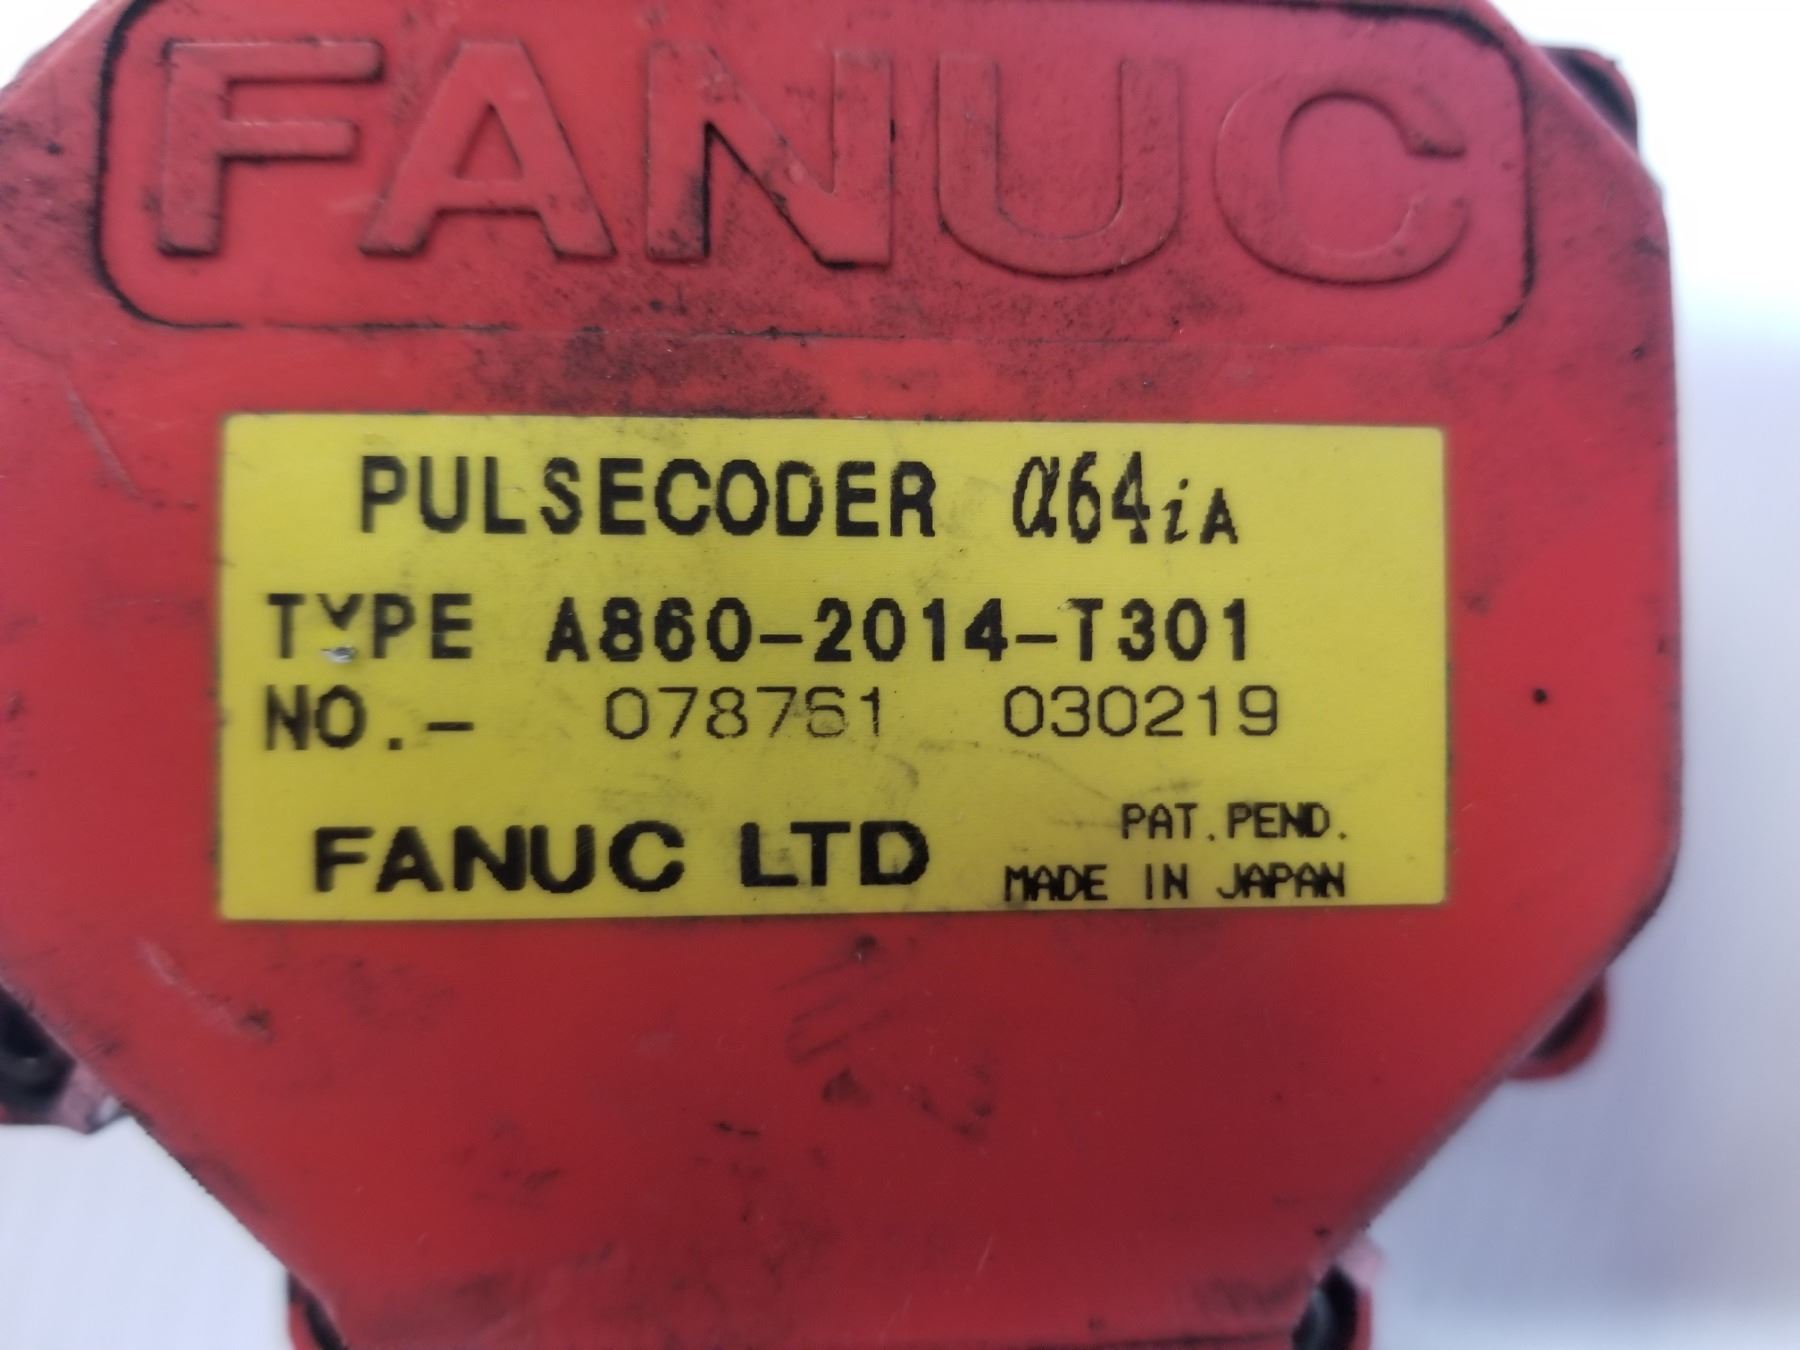 FANUC
PULSECODER α64iA
TYPE A860-2014-T301
NO.- 078761 030219
FANUC LTD
PAT. PEND.
MADE IN JAPAN